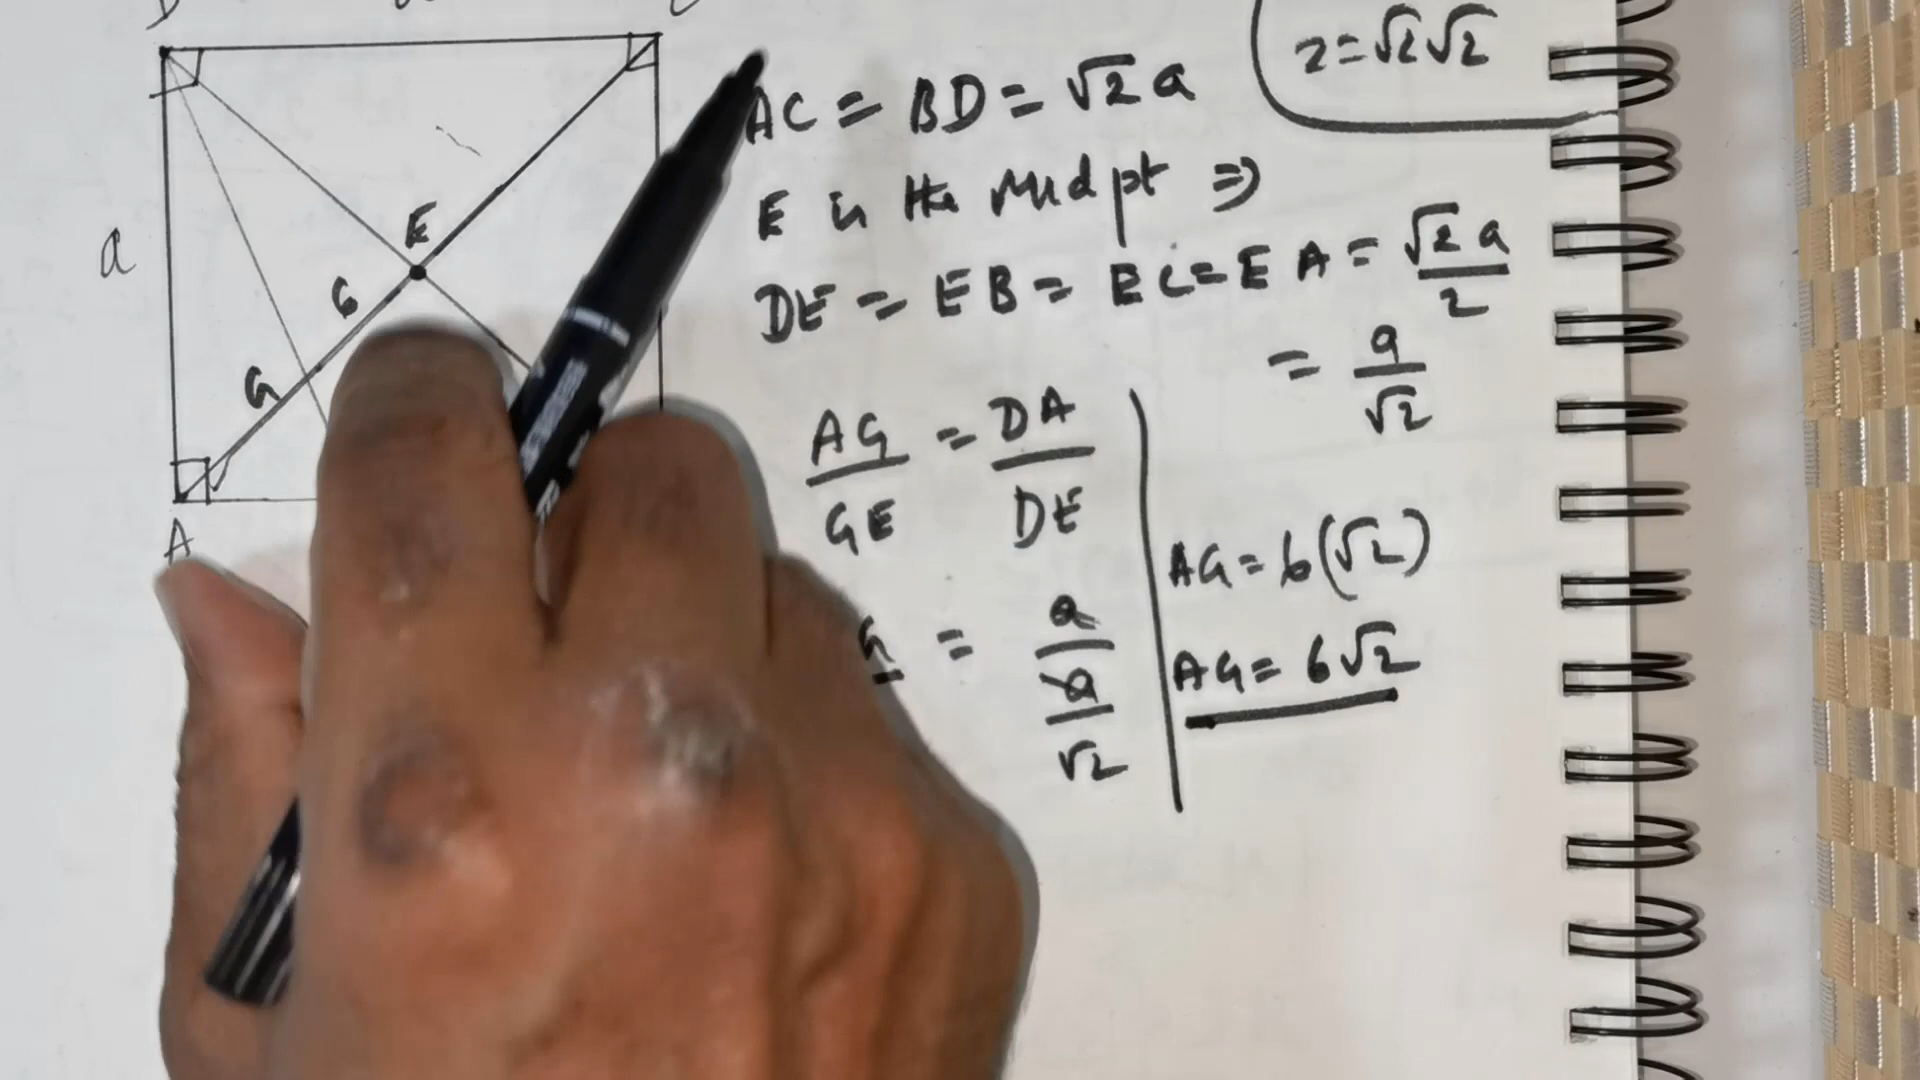 2=√2√2
AC = BD = √2 a
E is the midpt ⇒
DE = EB = EC = EA = √2 a / 2
= a / √2
AG / GE = DA / DE
= a / a / √2
AG = 6(√2)
AG = 6√2
a
E
6
G
A